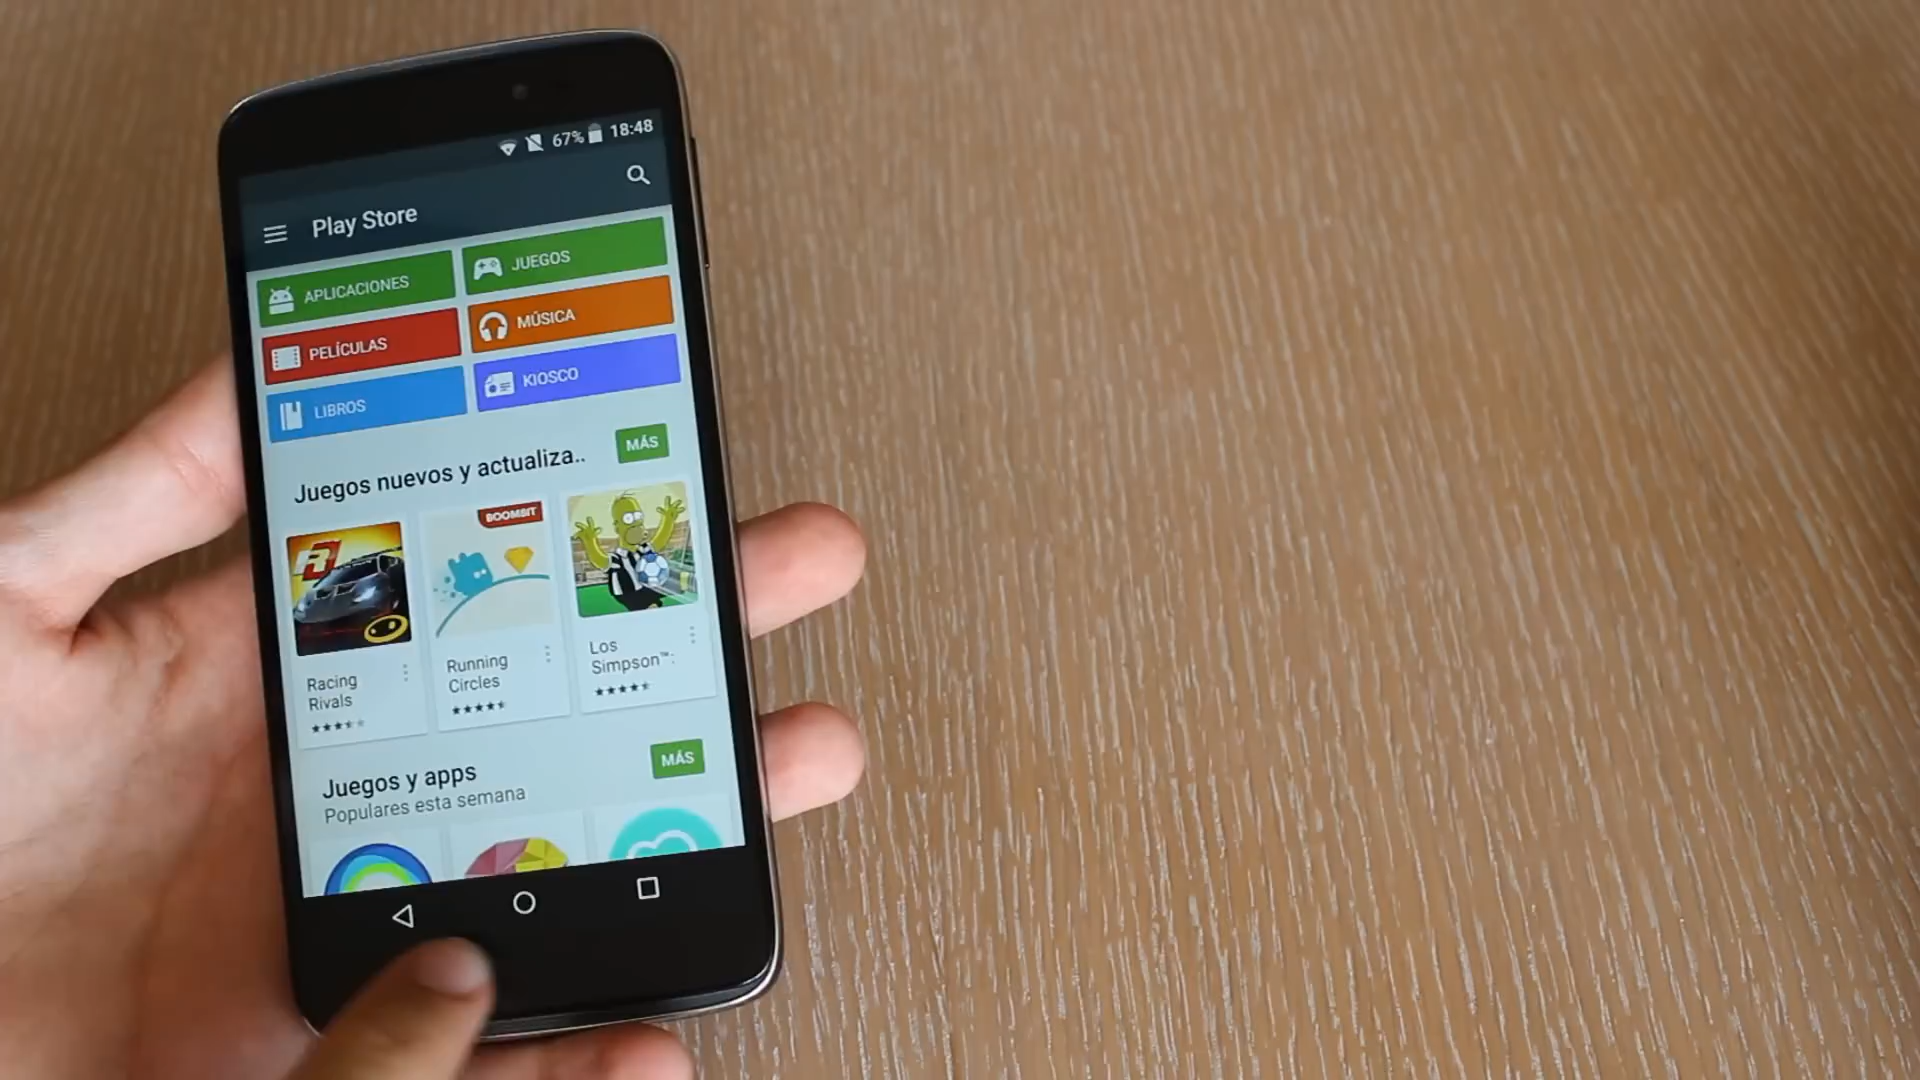 67% 18:48
Play Store
APLICACIONES
JUEGOS
PELÍCULAS
MÚSICA
LIBROS
KIOSCO
Juegos nuevos y actualiza..
MÁS
BOOMBIT
R
Racing
Rivals
Running
Circles
Los
Simpson™:
Juegos y apps
MÁS
Populares esta semana